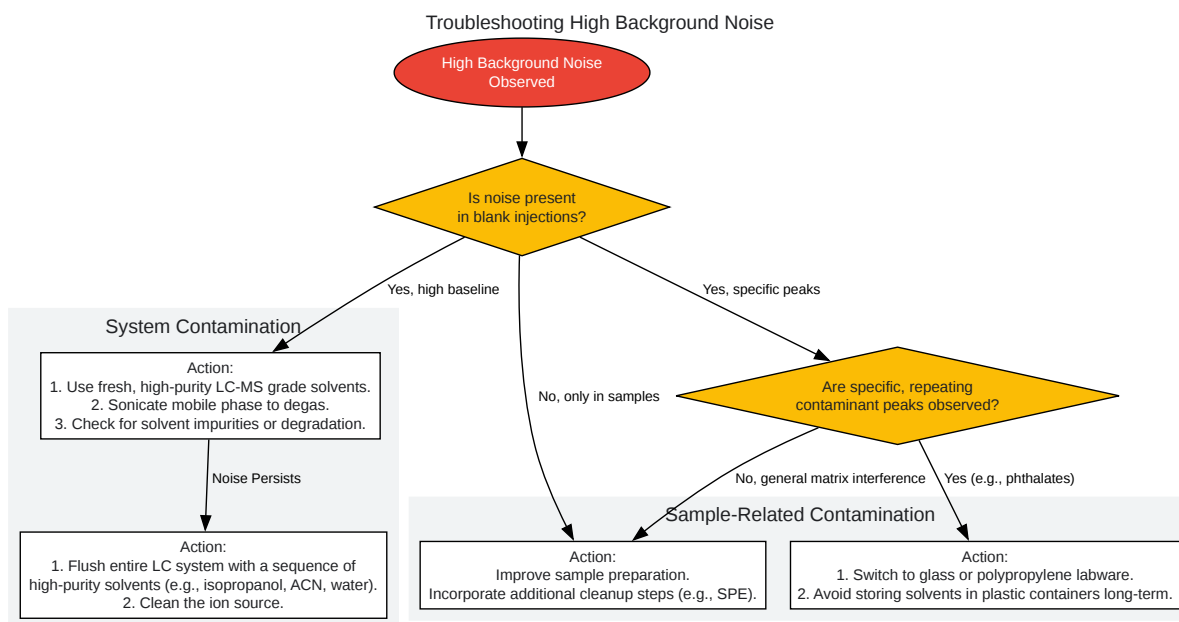 Troubleshooting High Background Noise
High Background Noise
Observed
Is noise present
in blank injections?
Yes, high baseline
Yes, specific peaks
System Contamination
Action:
1. Use fresh, high-purity LC-MS grade solvents.
2. Sonicate mobile phase to degas.
3. Check for solvent impurities or degradation.
No, only in samples
Are specific, repeating
contaminant peaks observed?
Noise Persists
No, general matrix interference
Yes (e.g., phthalates)
Sample-Related Contamination
Action:
1. Flush entire LC system with a sequence of
high-purity solvents (e.g., isopropanol, ACN, water).
2. Clean the ion source.
Action:
Improve sample preparation.
Incorporate additional cleanup steps (e.g., SPE).
Action:
1. Switch to glass or polypropylene labware.
2. Avoid storing solvents in plastic containers long-term.